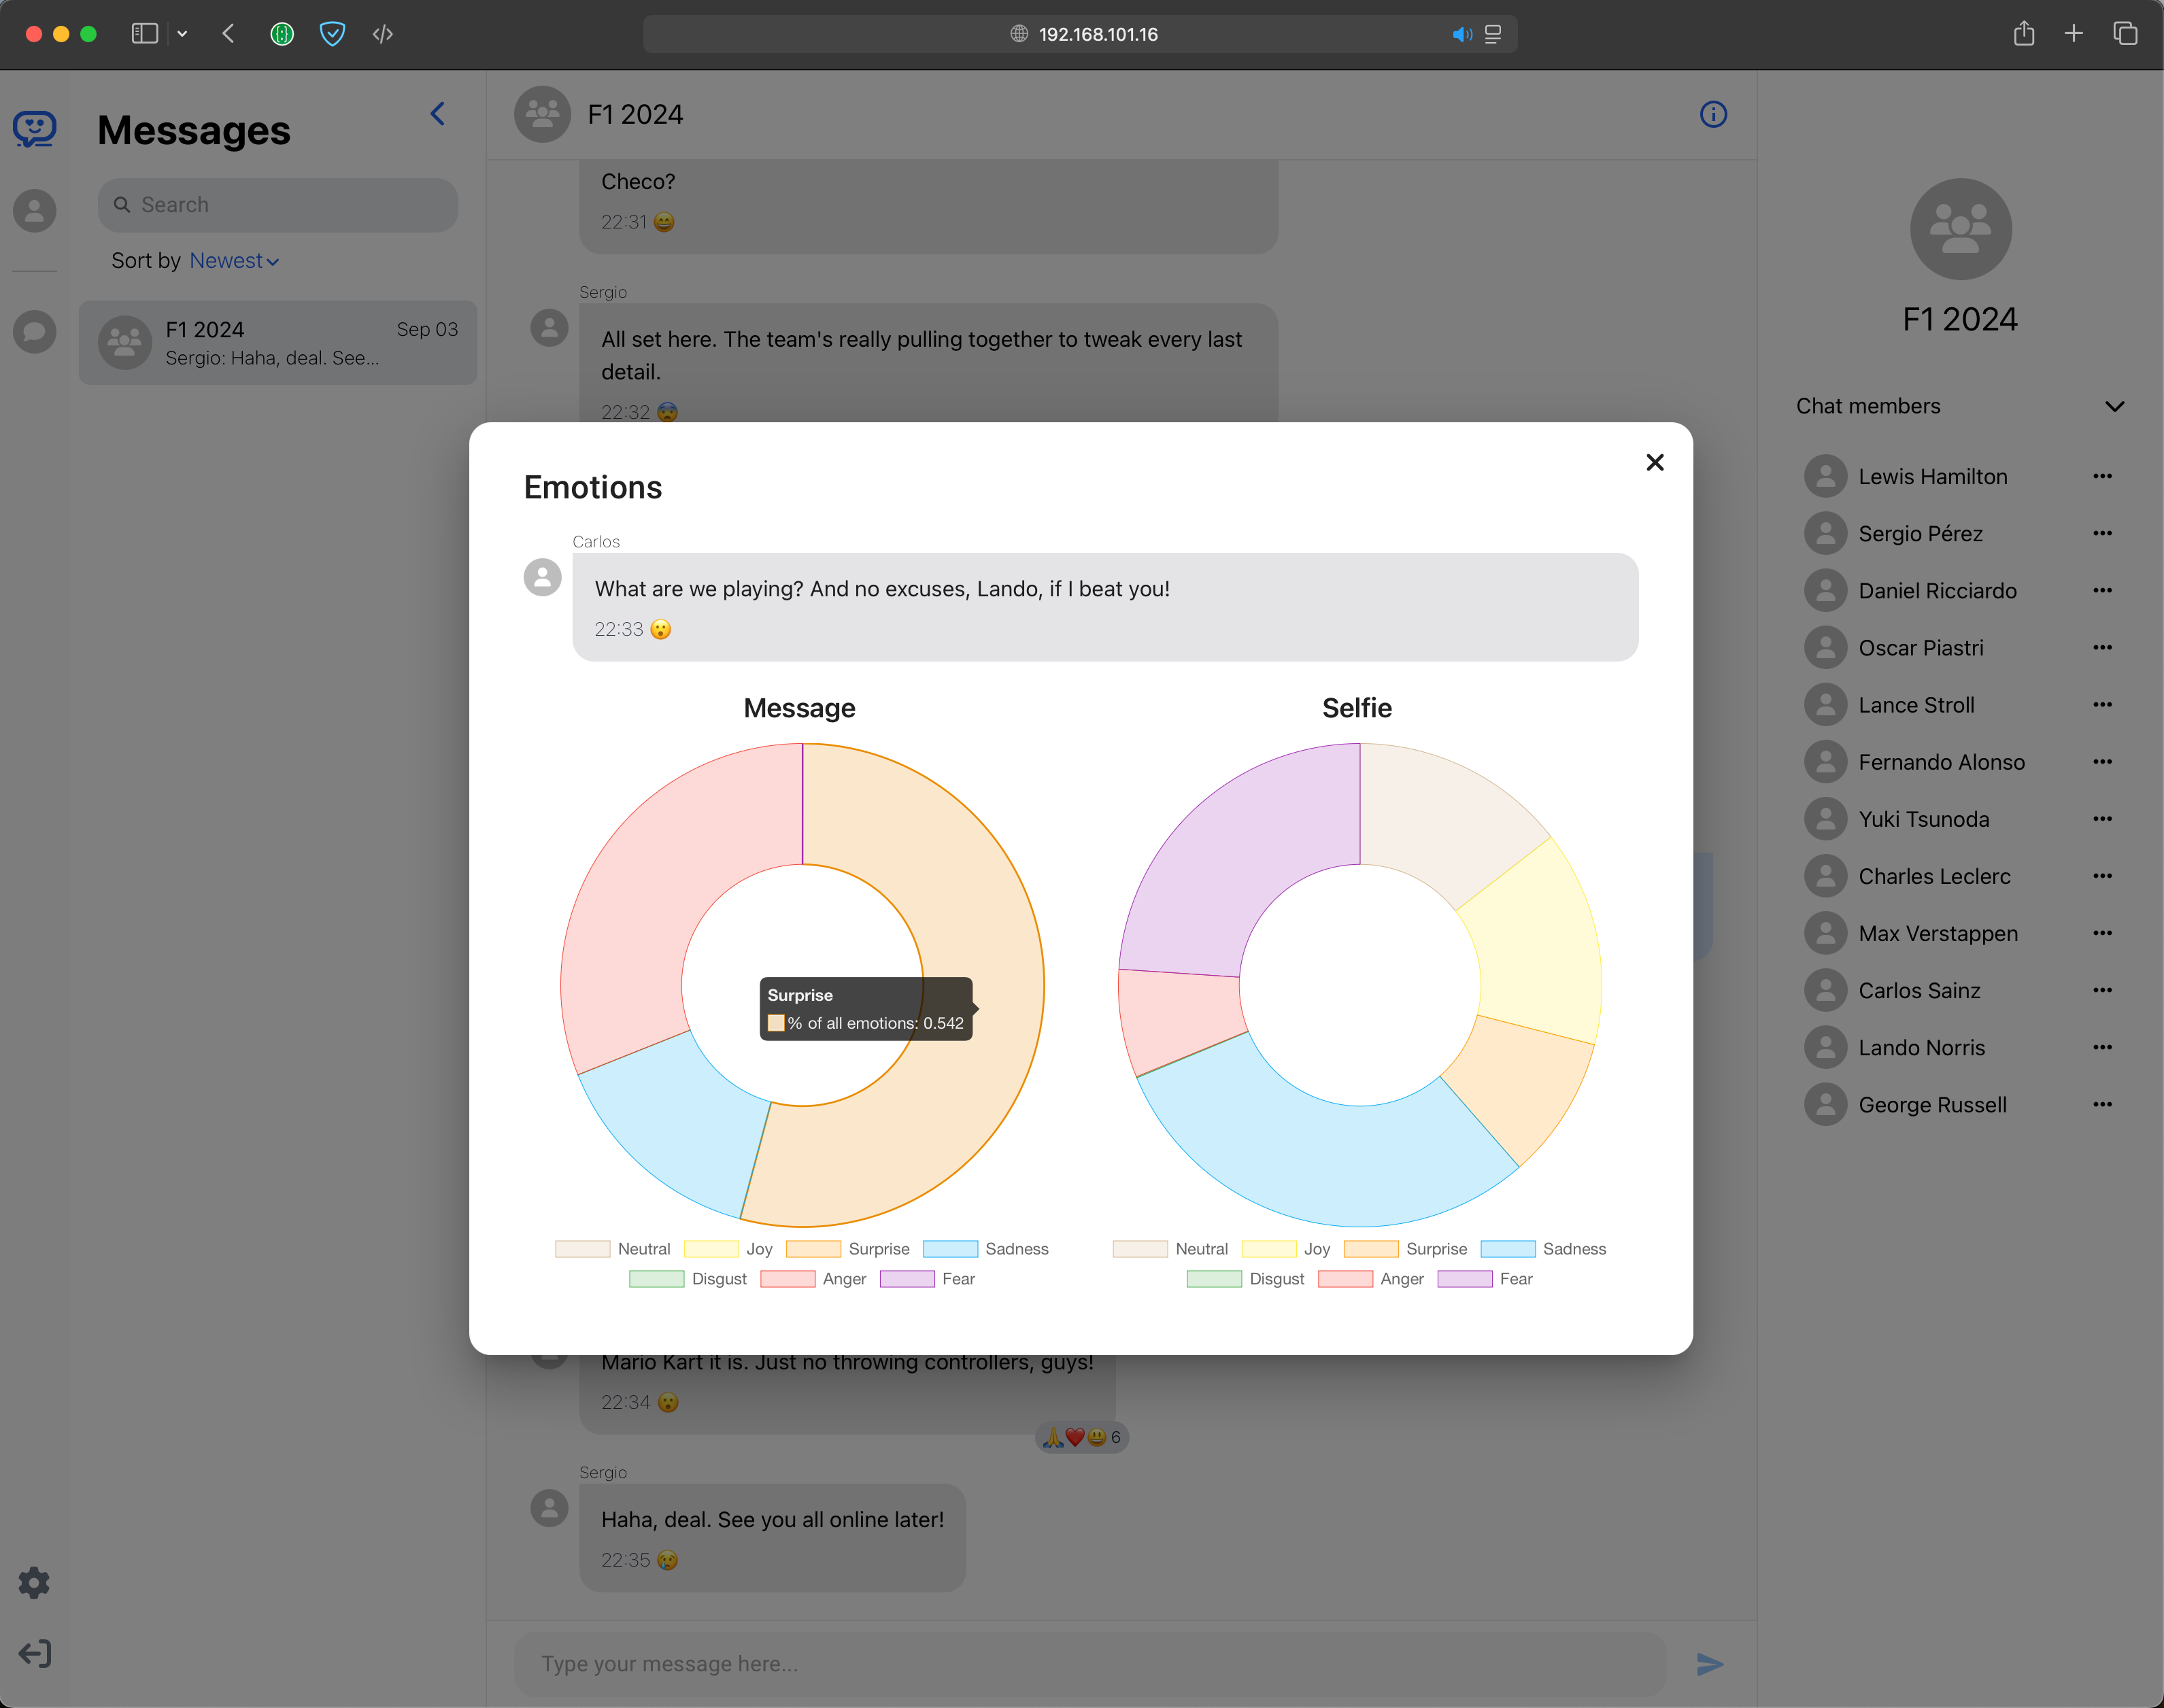 192.168.101.16
Messages
Search
Sort by Newest
F1 2024
Sep 03
Sergio: Haha, deal. See...
F1 2024
Checo?
22:31 😄
Sergio
All set here. The team's really pulling together to tweak every last
detail.
22:32 😨
Emotions
Carlos
What are we playing? And no excuses, Lando, if I beat you!
22:33 😮
Message
Surprise
% of all emotions: 0.542
Neutral Joy Surprise Sadness
Disgust Anger Fear
Selfie
Neutral Joy Surprise Sadness
Disgust Anger Fear
Mario Kart it is. Just no throwing controllers, guys!
22:34 😮
🙏❤️😃 6
Sergio
Haha, deal. See you all online later!
22:35 😢
Type your message here...
F1 2024
Chat members
Lewis Hamilton
Sergio Pérez
Daniel Ricciardo
Oscar Piastri
Lance Stroll
Fernando Alonso
Yuki Tsunoda
Charles Leclerc
Max Verstappen
Carlos Sainz
Lando Norris
George Russell